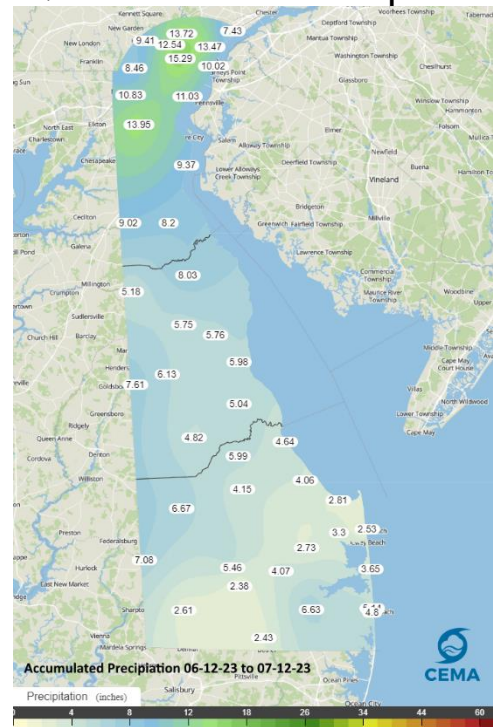 Kennett Square
Chester
Voorhees Township
Deptford Township
New Garden
13.72
7.43
Mantua Township
9.41
12.54
13.47
New London
Washington Township
15.29
Franklin
8.46
10.02
Chesilhurst
Glassboro
Township
10.83
11.03
Pennsville
Winslow Township
Hammonton
13.95
North East
Elkton
Elmer
Folsom
Charlestown
re City
Salem
Alloway Township
Newfield
Chesapeake
9.37
Deerfield Township
Buena
Lower Alloways
Creek Township
Vineland
Bridgeton
Cecilton
9.02
8.2
Greenwich
Fairfield Township
Millville
Galena
Lawrence Township
8.03
Commercial
Township
Millington
5.18
Maurice River
Township
Woodbine
Crumpton
Sudlersville
5.75
5.76
Church Hill
Barclay
Middle Township
5.98
Cape May
Court House
6.13
7.61
Villas
Goldsbo
North Wildwood
Greensboro
5.04
Lower Township
Ridgely
Cape May
4.82
4.64
Queen Anne
Denton
5.99
Cordova
Williston
4.06
4.15
2.81
6.67
Preston
3.3
2.53
Federalsburg
2.73
7.08
Hurlock
5.46
4.07
3.65
East New Market
2.38
Sharptown
2.61
6.63
4.8
Vienna
2.43
Mardela Springs
Delmar
Accumulated Precipiation 06-12-23 to 07-12-23
Pittsville
Ocean Pines
CEMA
Precipitation (inches)
Salisbury
Ocean City
0 4 8 12 18 26 34 44 60